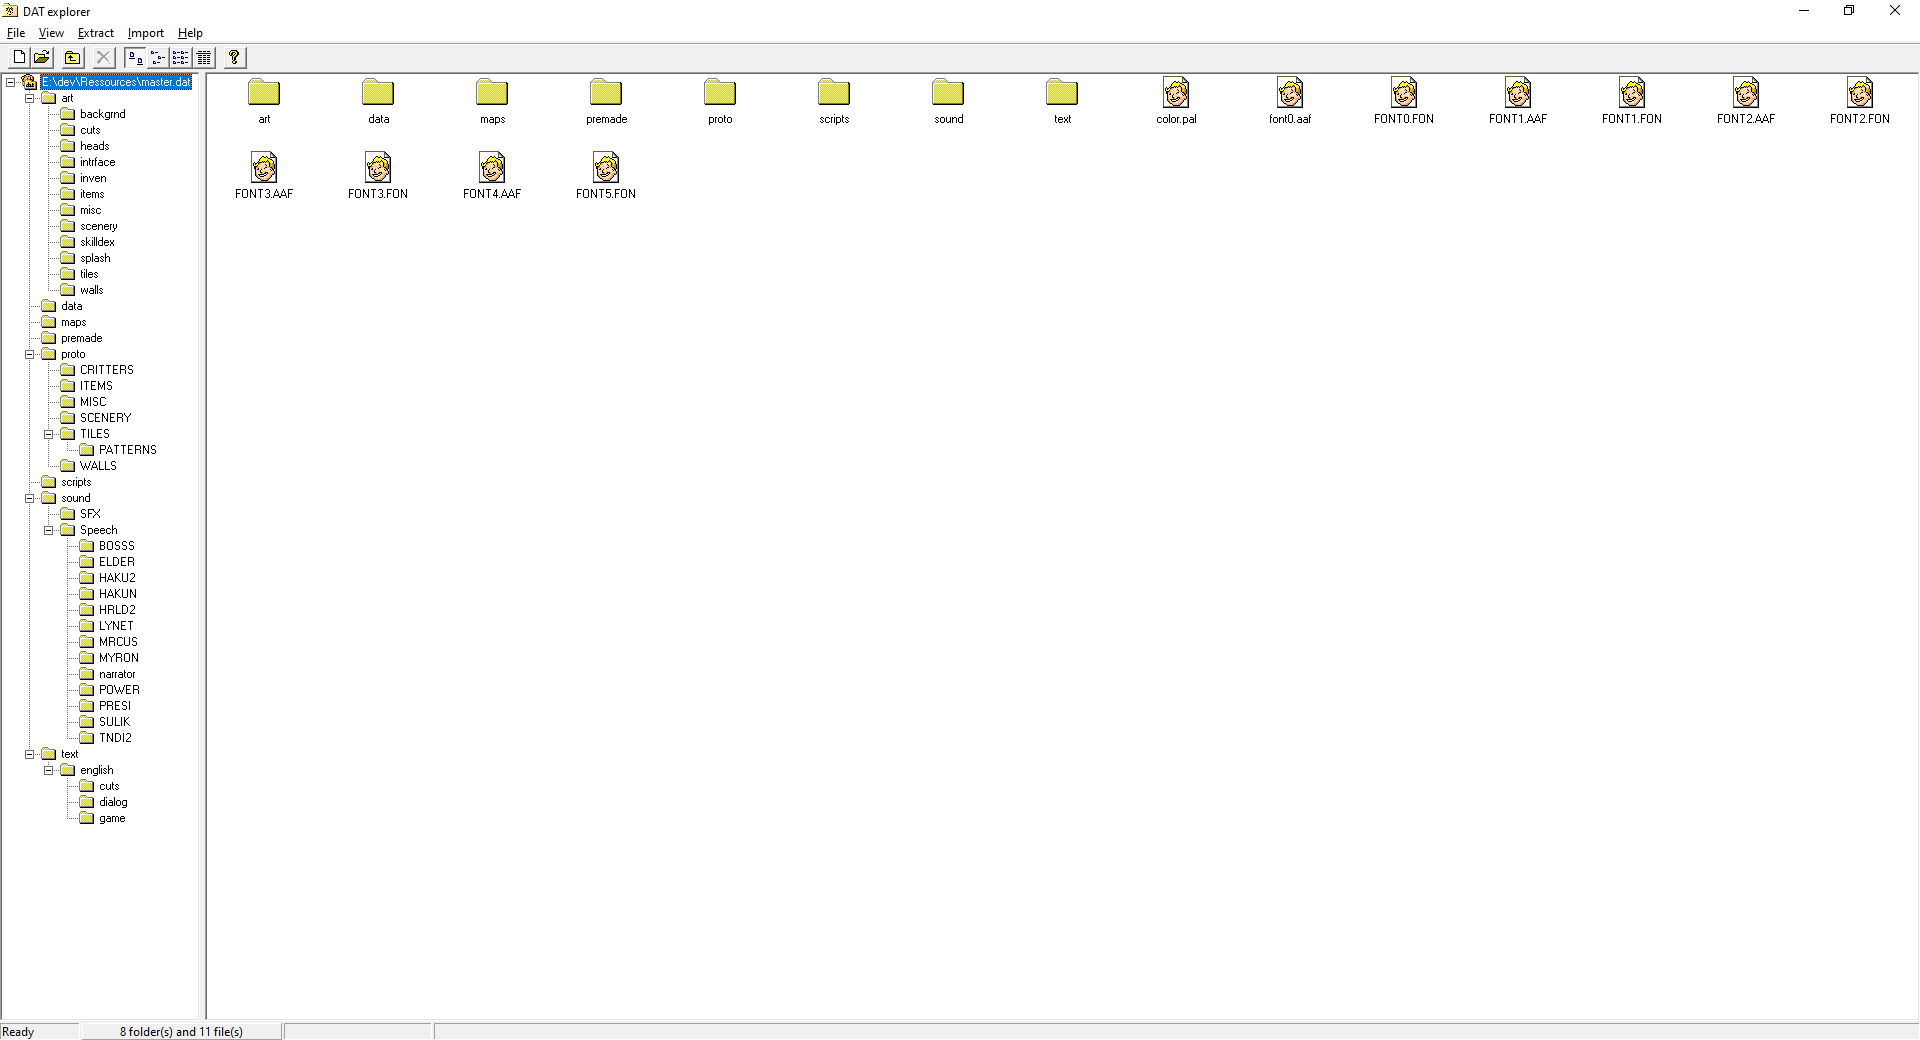 DAT explorer
File View Extract Import Help
E:\dev\Ressources\master.dat
art
backgrnd
cuts
heads
intrface
inven
items
misc
scenery
skilldex
splash
tiles
walls
data
maps
premade
proto
CRITTERS
ITEMS
MISC
SCENERY
TILES
PATTERNS
WALLS
scripts
sound
SFX
Speech
BOSSS
ELDER
HAKU2
HAKUN
HRLD2
LYNET
MRCUS
MYRON
narrator
POWER
PRESI
SULIK
TNDI2
text
english
cuts
dialog
game
art data maps premade proto scripts sound text color.pal font0.aaf FONT0.FON FONT1.AAF FONT1.FON FONT2.AAF FONT2.FON
FONT3.AAF FONT3.FON FONT4.AAF FONT5.FON
Ready 8 folder(s) and 11 file(s)